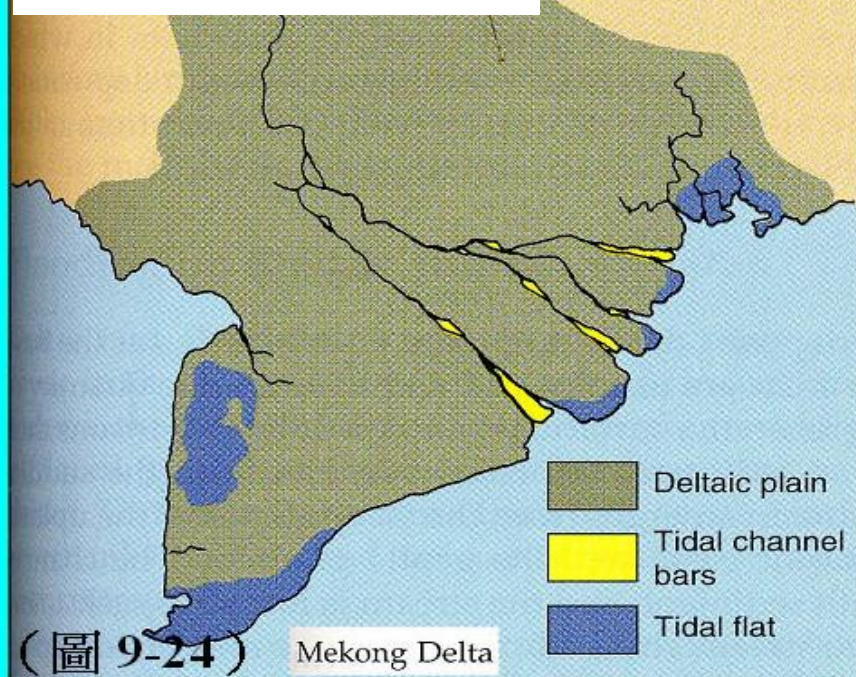 Deltaic plain
Tidal channel
bars
Tidal flat
(圖 9-24) Mekong Delta